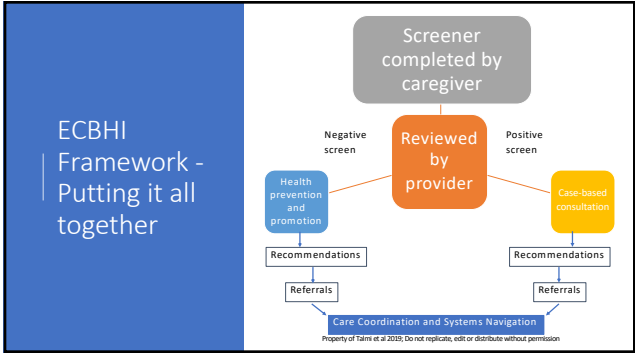 ECBHI
Framework -
Putting it all
together
Screener
completed by
caregiver
Negative
screen
Reviewed
by
provider
Positive
screen
Health
prevention
and
promotion
Case-based
consultation
Recommendations
Recommendations
Referrals
Referrals
Care Coordination and Systems Navigation
Property of Talmi et al 2019; Do not replicate, edit or distribute without permission